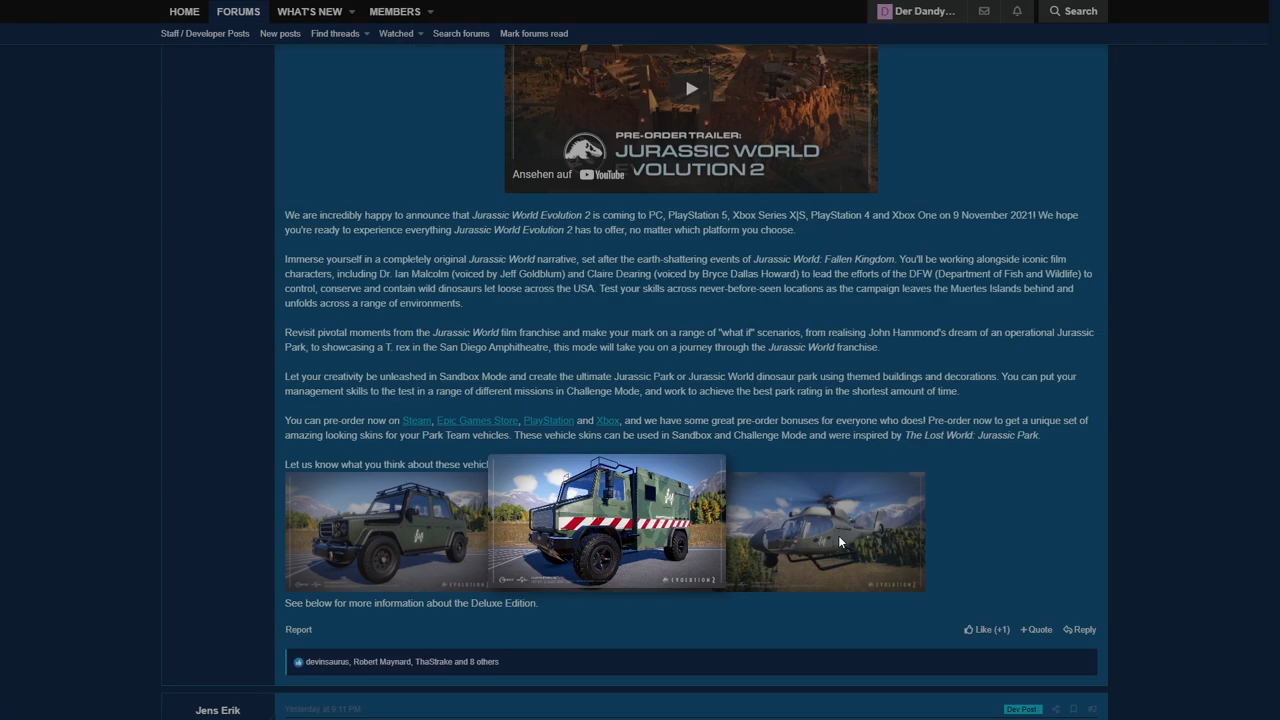 HOME FORUMS WHAT'S NEW MEMBERS Der Dandy... Search
Staff / Developer Posts New posts Find threads Watched Search forums Mark forums read
PRE-ORDER TRAILER:
JURASSIC WORLD
EVOLUTION 2
Ansehen auf YouTube
We are incredibly happy to announce that Jurassic World Evolution 2 is coming to PC, PlayStation 5, Xbox Series X|S, PlayStation 4 and Xbox One on 9 November 2021! We hope
you're ready to experience everything Jurassic World Evolution 2 has to offer, no matter which platform you choose.
Immerse yourself in a completely original Jurassic World narrative, set after the earth-shattering events of Jurassic World: Fallen Kingdom. You'll be working alongside iconic film
characters, including Dr. Ian Malcolm (voiced by Jeff Goldblum) and Claire Dearing (voiced by Bryce Dallas Howard) to lead the efforts of the DFW (Department of Fish and Wildlife) to
control, conserve and contain wild dinosaurs let loose across the USA. Test your skills across never-before-seen locations as the campaign leaves the Muertes Islands behind and
unfolds across a range of environments.
Revisit pivotal moments from the Jurassic World film franchise and make your mark on a range of "what if" scenarios, from realising John Hammond's dream of an operational Jurassic
Park, to showcasing a T. rex in the San Diego Amphitheatre, this mode will take you on a journey through the Jurassic World franchise.
Let your creativity be unleashed in Sandbox Mode and create the ultimate Jurassic Park or Jurassic World dinosaur park using themed buildings and decorations. You can put your
management skills to the test in a range of different missions in Challenge Mode, and work to achieve the best park rating in the shortest amount of time.
You can pre-order now on Steam, Epic Games Store, PlayStation and Xbox, and we have some great pre-order bonuses for everyone who does! Pre-order now to get a unique set of
amazing looking skins for your Park Team vehicles. These vehicle skins can be used in Sandbox and Challenge Mode and were inspired by The Lost World: Jurassic Park.
Let us know what you think about these vehicl
EVOLUTION 2 EVOLUTION 2 EVOLUTION 2
See below for more information about the Deluxe Edition.
Report Like (+1) + Quote Reply
devinsaurus, Robert Maynard, ThaStrake and 8 others
Jens Erik Yesterday at 9:11 PM Dev Post #2